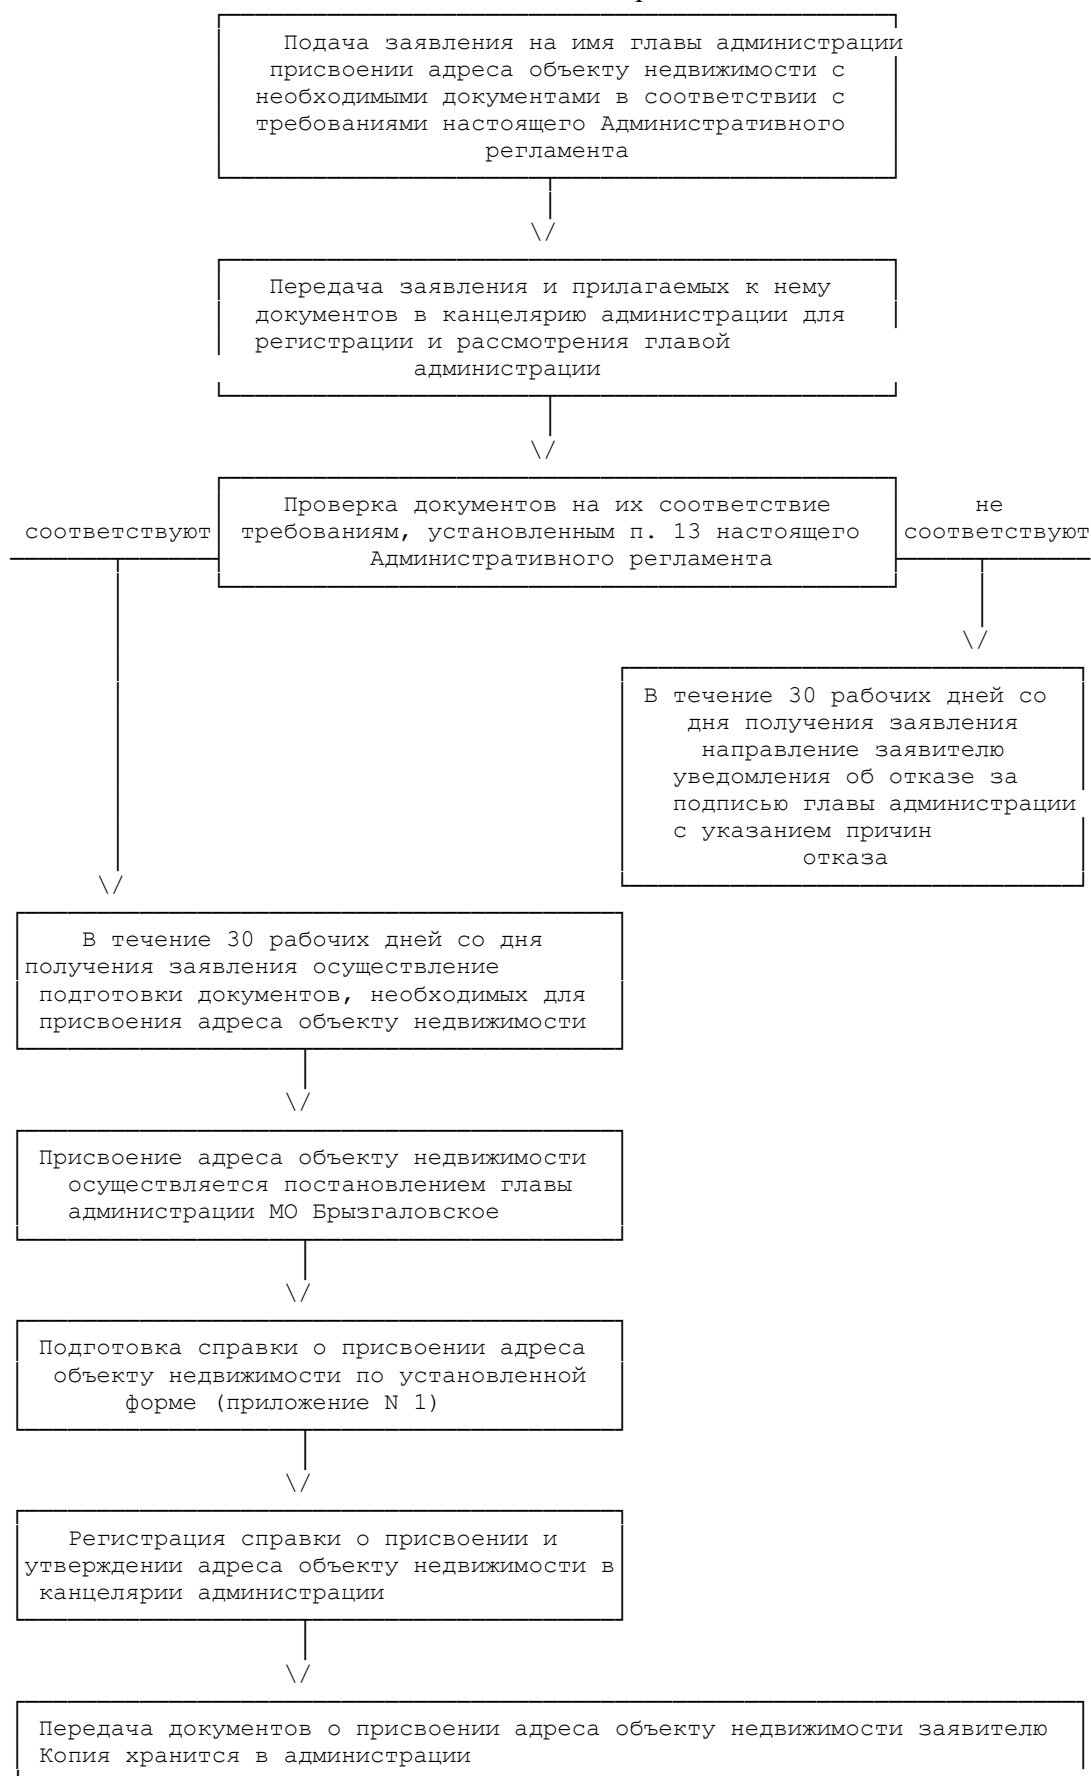 Подача заявления на имя главы администрации
присвоении адреса объекту недвижимости с
необходимыми документами в соответствии с
требованиями настоящего Административного
регламента
\/
Передача заявления и прилагаемых к нему
документов в канцелярию администрации для
регистрации и рассмотрения главой
администрации
\/
Проверка документов на их соответствие
требованиям, установленным п. 13 настоящего
Административного регламента
соответствуют
не
соответствуют
\/
В течение 30 рабочих дней со
дня получения заявления
направление заявителю
уведомления об отказе за
подписью главы администрации
с указанием причин
отказа
\/
В течение 30 рабочих дней со дня
получения заявления осуществление
подготовки документов, необходимых для
присвоения адреса объекту недвижимости
\/
Присвоение адреса объекту недвижимости
осуществляется постановлением главы
администрации МО Брызгаловское
\/
Подготовка справки о присвоении адреса
объекту недвижимости по установленной
форме (приложение N 1)
\/
Регистрация справки о присвоении и
утверждении адреса объекту недвижимости в
канцелярии администрации
\/
Передача документов о присвоении адреса объекту недвижимости заявителю
Копия хранится в администрации